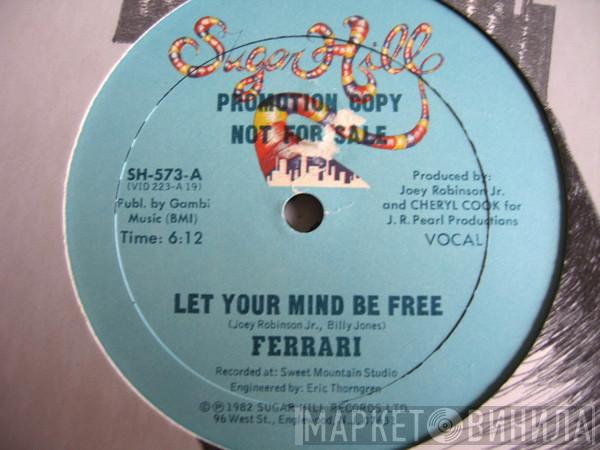 Sugar Hill
PROMOTION COPY
NOT FOR SALE
SH-573-A
(VID 223-A 19)
Publ. by Gambi
Music (BMI)
Time: 6:12
Produced by:
Joey Robinson Jr.
and CHERYL COOK for
J. R. Pearl Productions
VOCAL
LET YOUR MIND BE FREE
(Joey Robinson Jr., Billy Jones)
FERRARI
Recorded at: Sweet Mountain Studio
Engineered by: Eric Thorngren
© ℗ 1982 SUGAR HILL RECORDS LTD.
96 West St., Englewood, N.J. 07631
МАРКЕТ ВИНИЛА